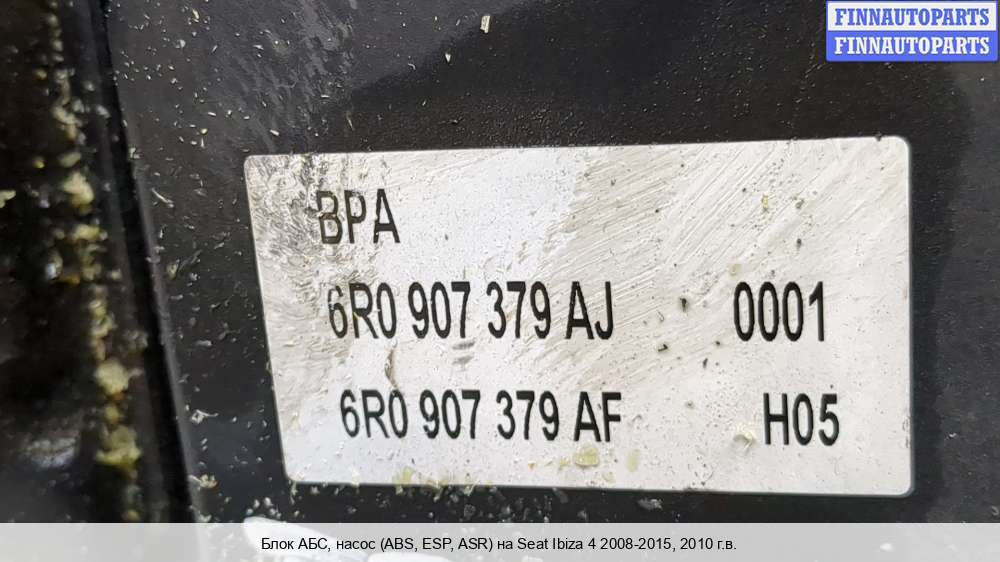 FINNAUTOPARTS
FINNAUTOPARTS
BPA
6R0 907 379 AJ 0001
6R0 907 379 AF H05
Блок АБС, насос (ABS, ESP, ASR) на Seat Ibiza 4 2008-2015, 2010 г.в.